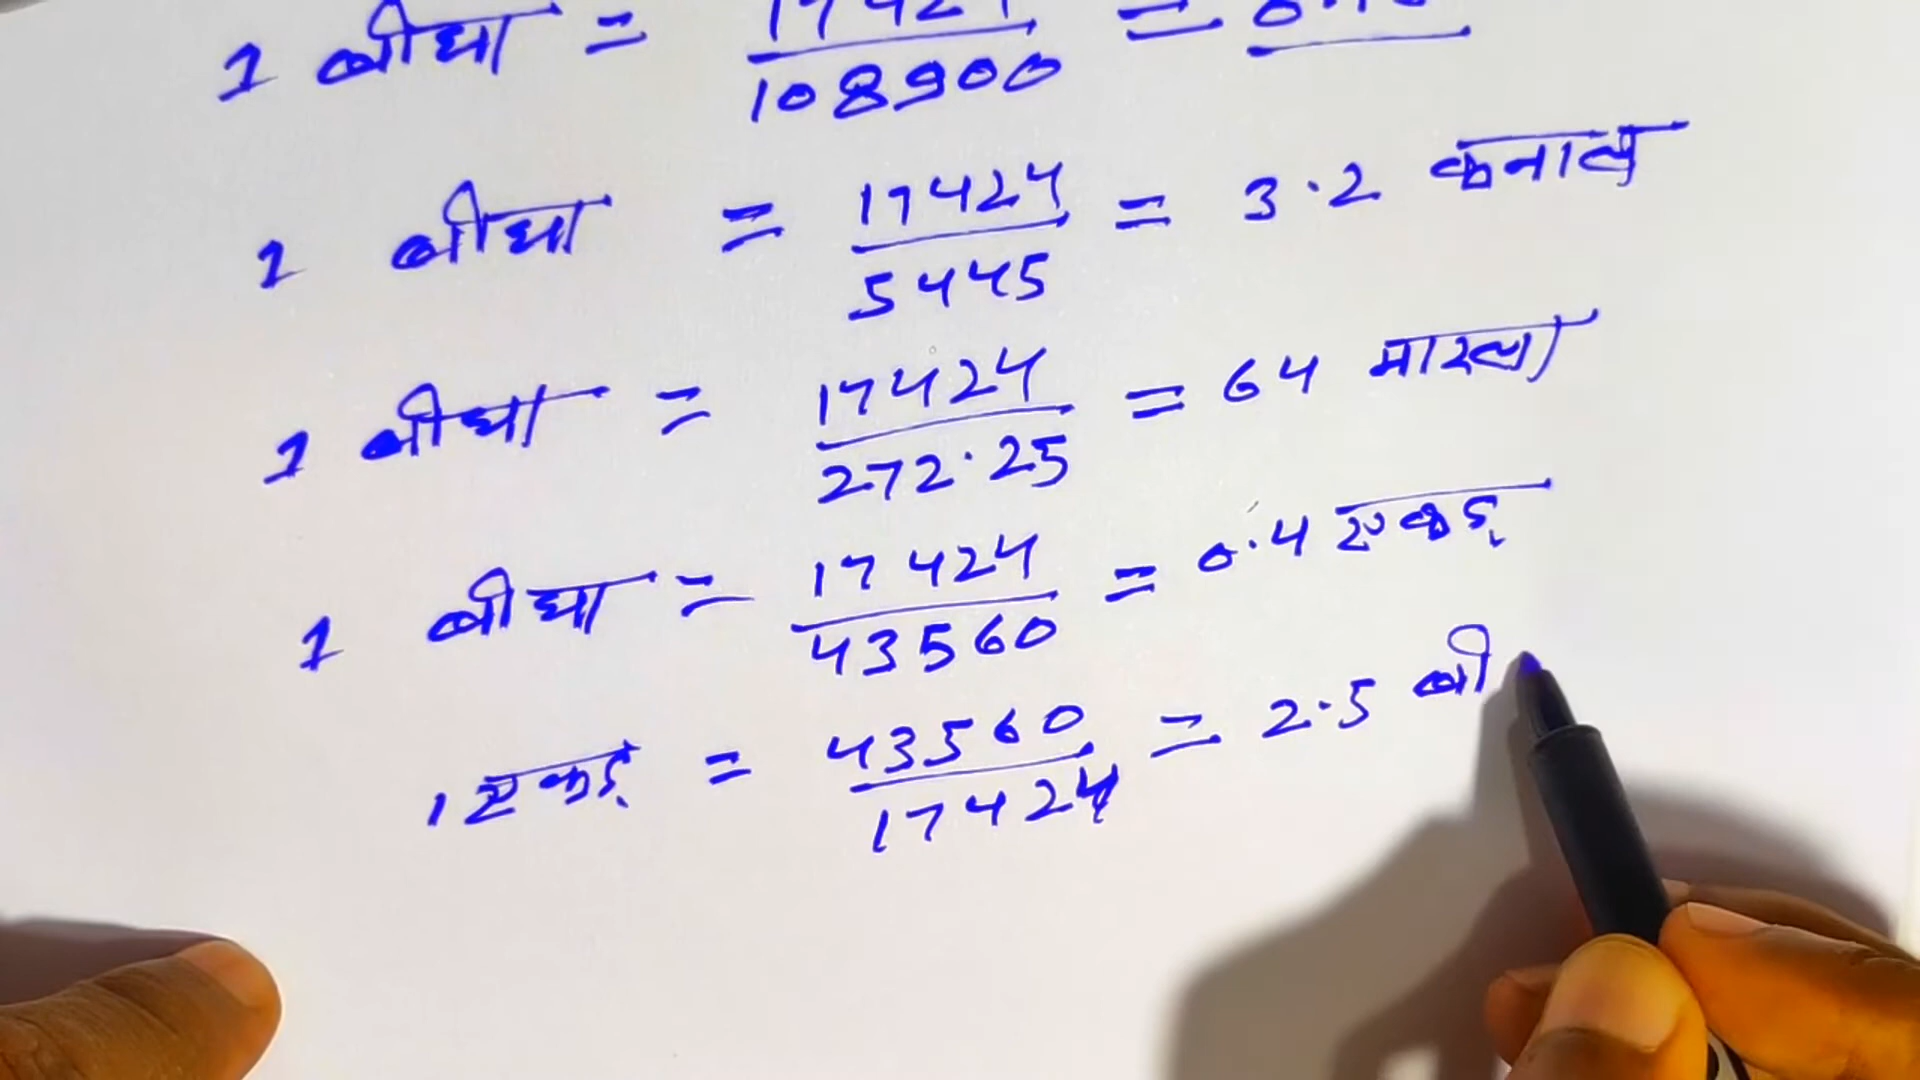 1 बीघा = 17424/108900 =
1 बीघा = 17424/5445 = 3.2 कनाल
1 बीघा = 17424/272.25 = 64 मारला
1 बीघा = 17424/43560 = 0.4 एकड़
1 एकड़ = 43560/17424 = 2.5 बी